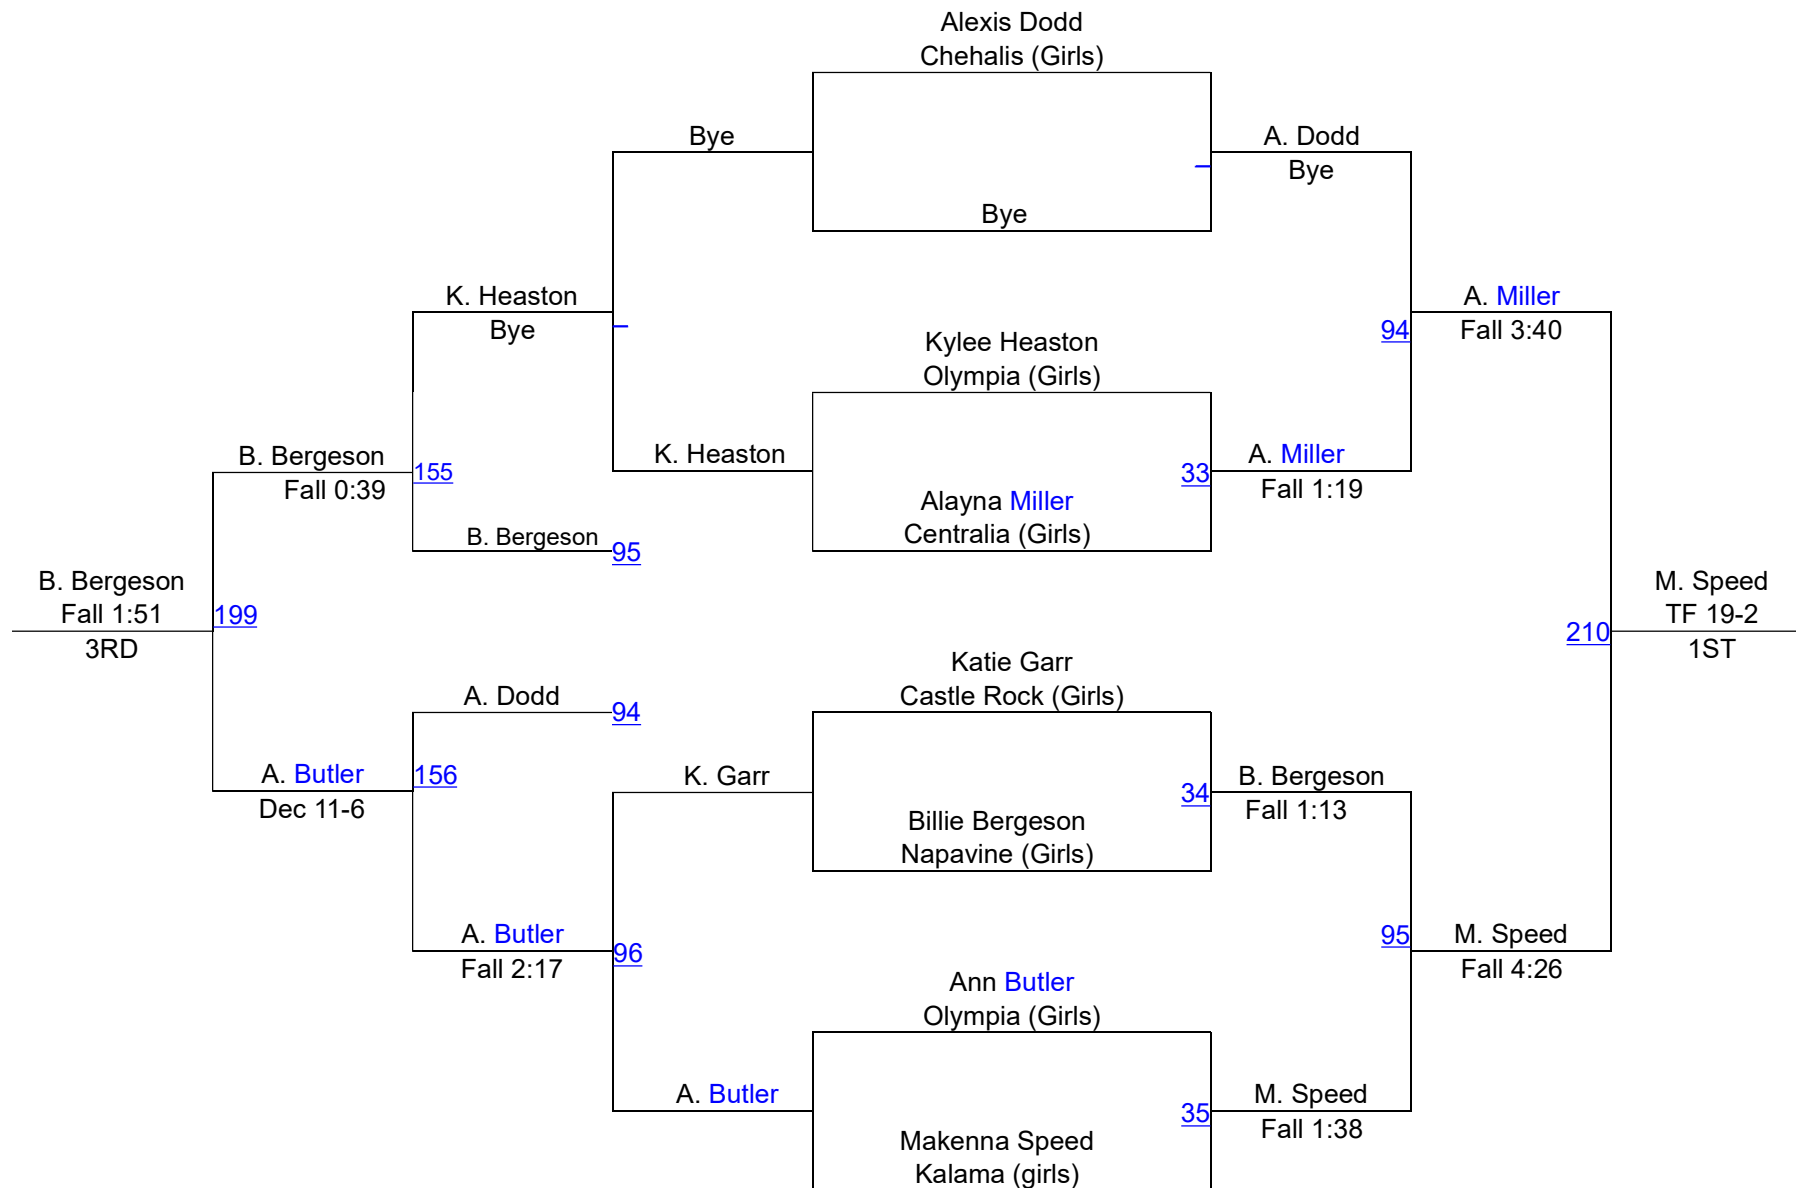 Alexis Dodd
Chehalis (Girls)
Bye
A. Dodd
Bye
Bye
K. Heaston
Bye
A. Miller
Fall 3:40
94
Kylee Heaston
Olympia (Girls)
B. Bergeson
Fall 0:39
155
K. Heaston
33
A. Miller
Fall 1:19
Alayna Miller
Centralia (Girls)
B. Bergeson
95
B. Bergeson
Fall 1:51
3RD
199
M. Speed
TF 19-2
1ST
210
Katie Garr
Castle Rock (Girls)
A. Dodd
94
A. Butler
Dec 11-6
156
K. Garr
34
B. Bergeson
Fall 1:13
Billie Bergeson
Napavine (Girls)
A. Butler
Fall 2:17
96
95
M. Speed
Fall 4:26
Ann Butler
Olympia (Girls)
A. Butler
35
M. Speed
Fall 1:38
Makenna Speed
Kalama (girls)